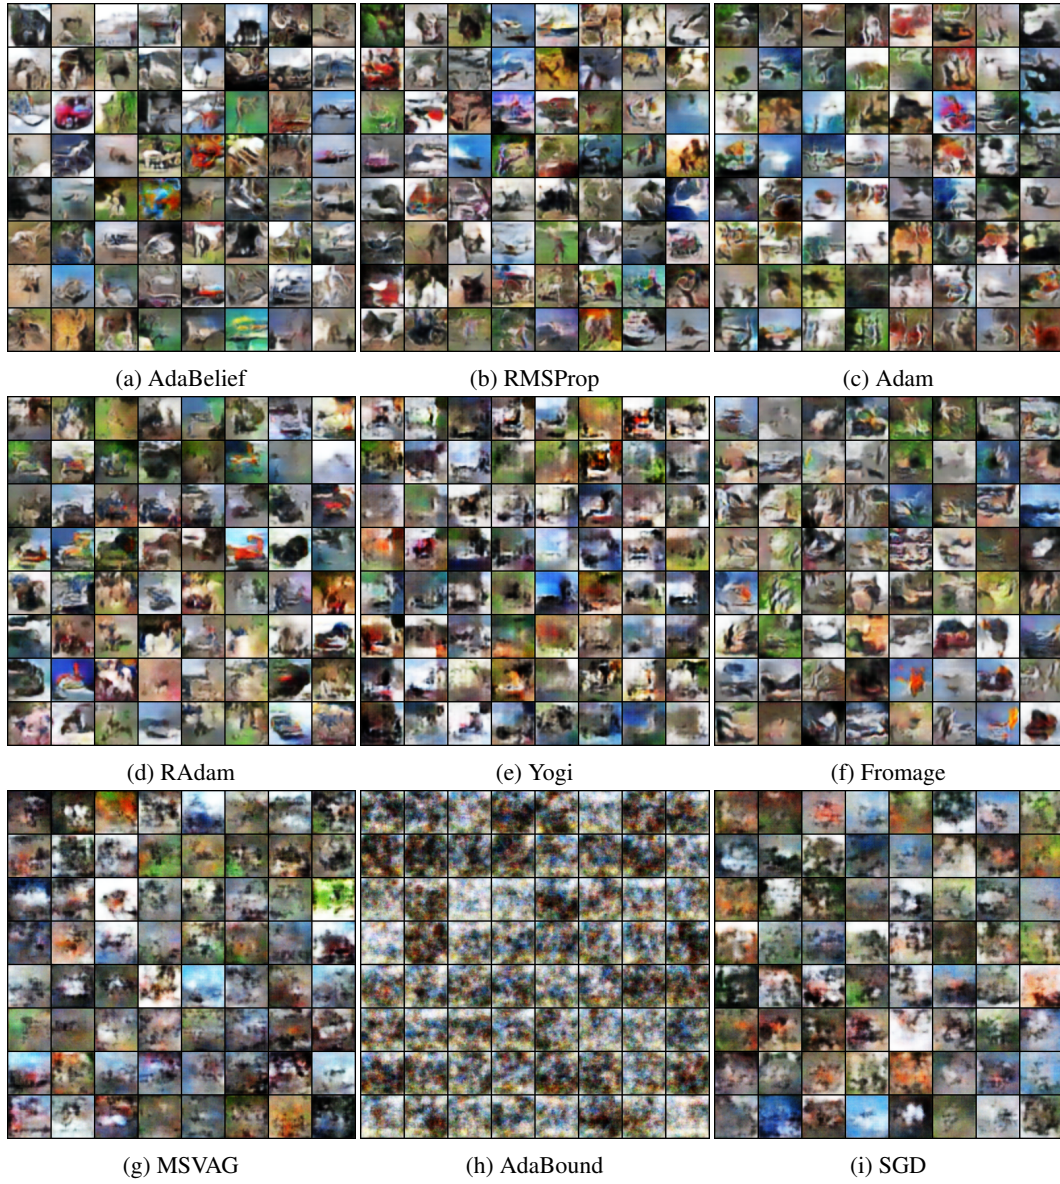 (a) AdaBelief
(b) RMSProp
(c) Adam
(d) RAdam
(e) Yogi
(f) Fromage
(g) MSVAG
(h) AdaBound
(i) SGD